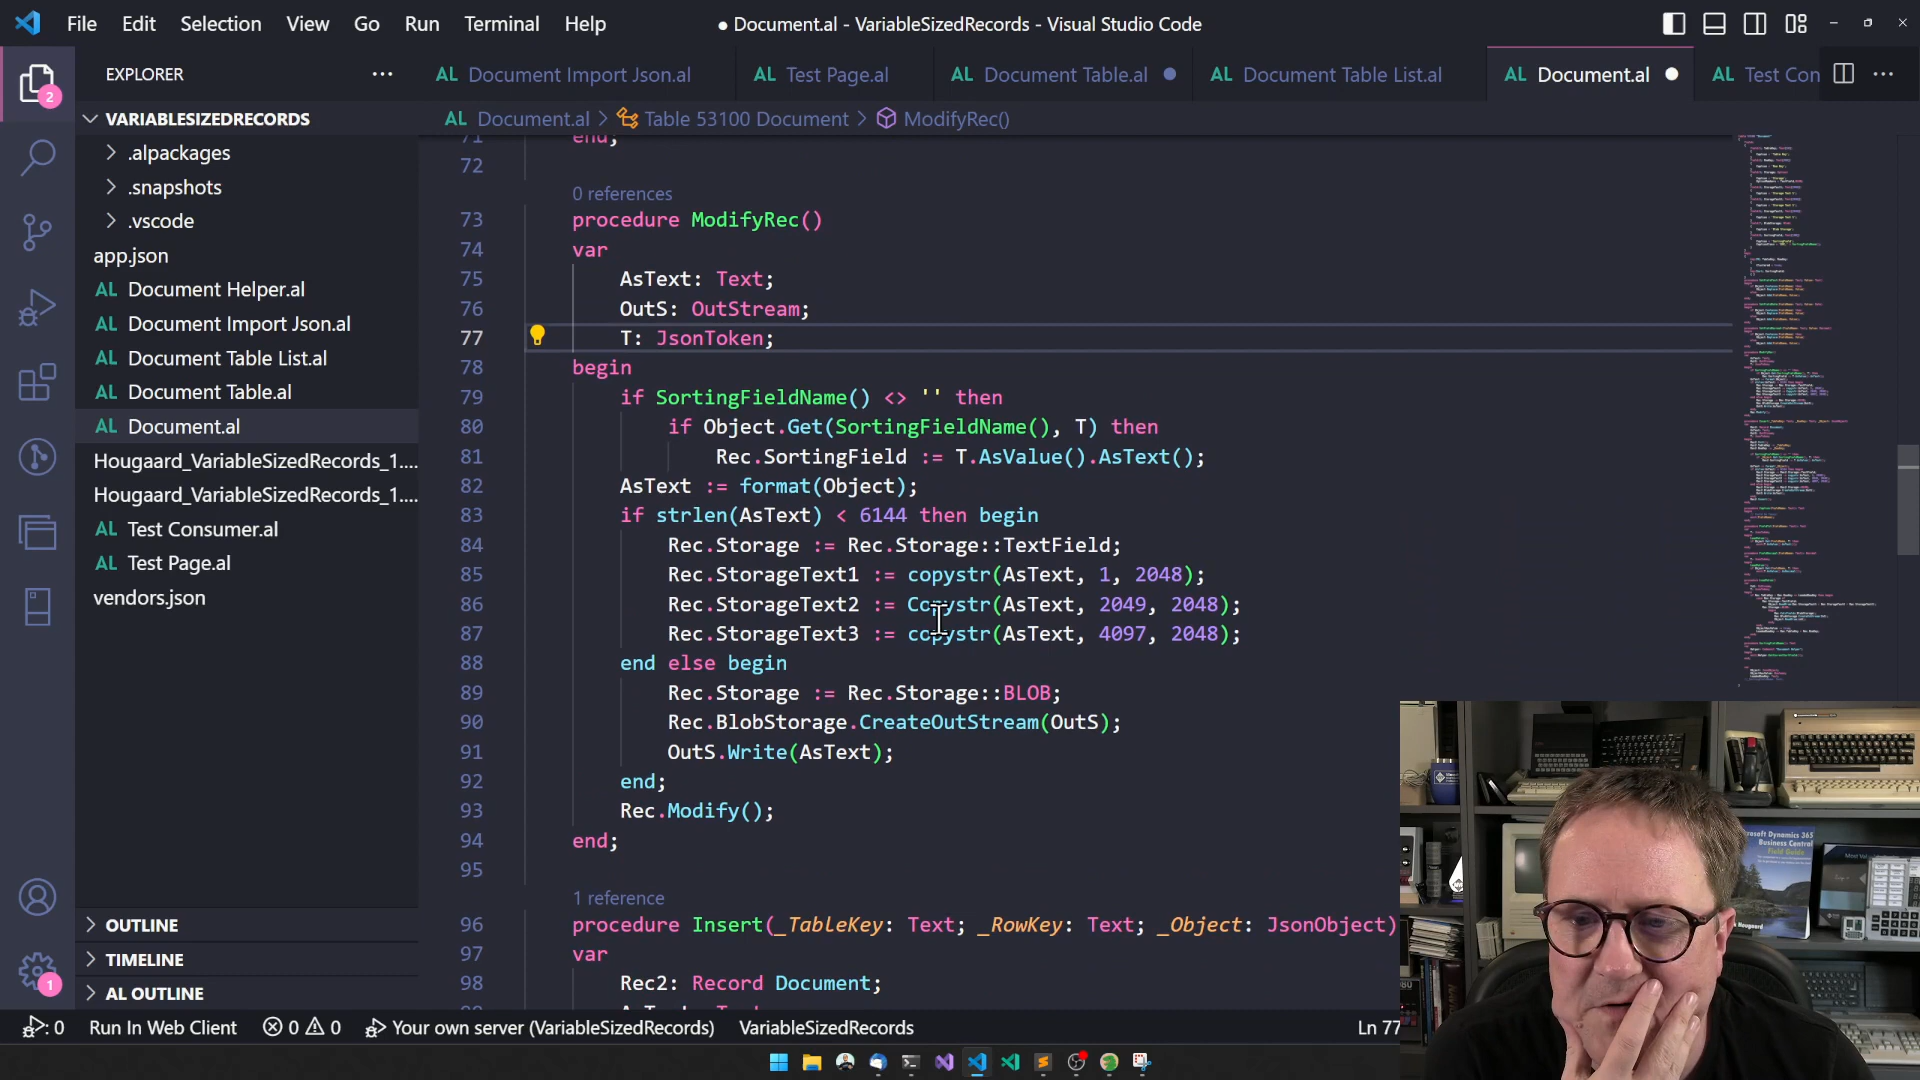 File Edit Selection View Go Run Terminal Help
● Document.al - VariableSizedRecords - Visual Studio Code
EXPLORER
AL Document Import Json.al
AL Test Page.al
AL Document Table.al
AL Document Table List.al
AL Document.al
AL Test Con
VARIABLESIZEDRECORDS
AL Document.al > Table 53100 Document > ModifyRec()
.alpackages
.snapshots
.vscode
app.json
AL Document Helper.al
AL Document Import Json.al
AL Document Table List.al
AL Document Table.al
AL Document.al
Hougaard_VariableSizedRecords_1....
Hougaard_VariableSizedRecords_1....
AL Test Consumer.al
AL Test Page.al
vendors.json
OUTLINE
TIMELINE
AL OUTLINE
2
1
71 end;
72
0 references
73 procedure ModifyRec()
74 var
75 AsText: Text;
76 OutS: OutStream;
77 T: JsonToken;
78 begin
79 if SortingFieldName() <> '' then
80 if Object.Get(SortingFieldName(), T) then
81 Rec.SortingField := T.AsValue().AsText();
82 AsText := format(Object);
83 if strlen(AsText) < 6144 then begin
84 Rec.Storage := Rec.Storage::TextField;
85 Rec.StorageText1 := copystr(AsText, 1, 2048);
86 Rec.StorageText2 := Copystr(AsText, 2049, 2048);
87 Rec.StorageText3 := copystr(AsText, 4097, 2048);
88 end else begin
89 Rec.Storage := Rec.Storage::BLOB;
90 Rec.BlobStorage.CreateOutStream(OutS);
91 OutS.Write(AsText);
92 end;
93 Rec.Modify();
94 end;
95
1 reference
96 procedure Insert(_TableKey: Text; _RowKey: Text; _Object: JsonObject)
97 var
98 Rec2: Record Document;
: 0 Run In Web Client 0 0 Your own server (VariableSizedRecords) VariableSizedRecords Ln 77
Microsoft Dynamics 365
Business Central
Field Guide